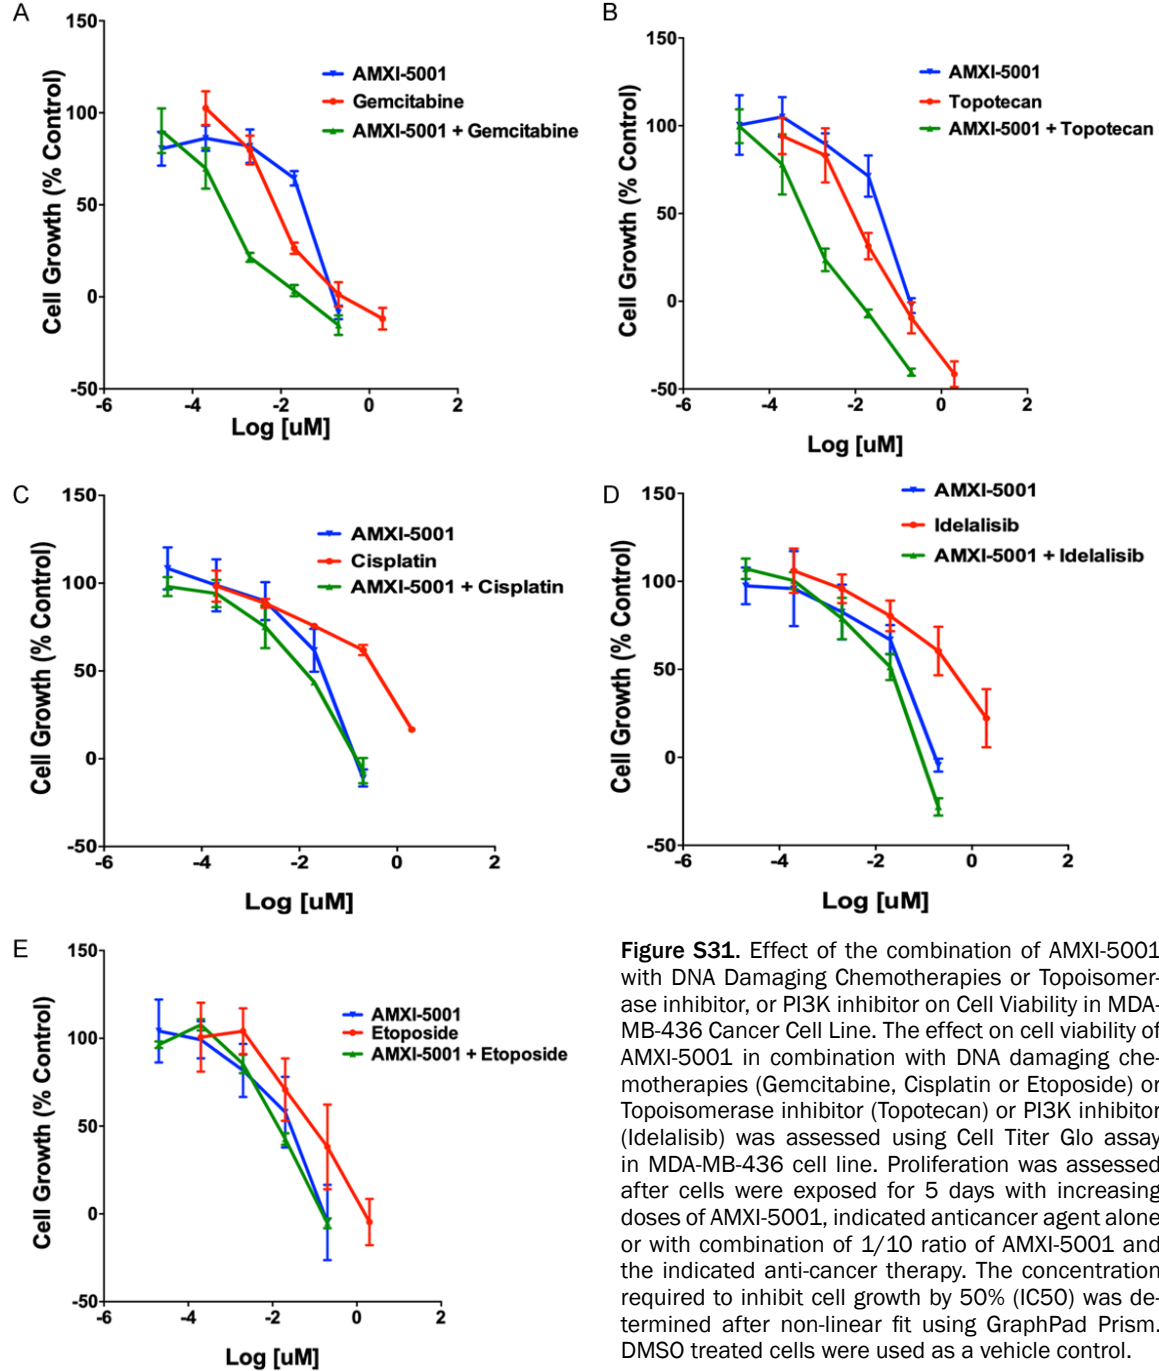 A
150
100
50
0
-50
-6
-4
-2
0
2
Cell Growth (% Control)
Log [uM]
AMXI-5001
Gemcitabine
AMXI-5001 + Gemcitabine
B
150
100
50
0
-50
-6
-4
-2
0
2
Cell Growth (% Control)
Log [uM]
AMXI-5001
Topotecan
AMXI-5001 + Topotecan
C
150
100
50
0
-50
-6
-4
-2
0
2
Cell Growth (% Control)
Log [uM]
AMXI-5001
Cisplatin
AMXI-5001 + Cisplatin
D
150
100
50
0
-50
-6
-4
-2
0
2
Cell Growth (% Control)
Log [uM]
AMXI-5001
Idelalisib
AMXI-5001 + Idelalisib
E
150
100
50
0
-50
-6
-4
-2
0
2
Cell Growth (% Control)
Log [uM]
AMXI-5001
Etoposide
AMXI-5001 + Etoposide
Figure S31. Effect of the combination of AMXI-5001
with DNA Damaging Chemotherapies or Topoisomer-
ase inhibitor, or PI3K inhibitor on Cell Viability in MDA-
MB-436 Cancer Cell Line. The effect on cell viability of
AMXI-5001 in combination with DNA damaging che-
motherapies (Gemcitabine, Cisplatin or Etoposide) or
Topoisomerase inhibitor (Topotecan) or PI3K inhibitor
(Idelalisib) was assessed using Cell Titer Glo assay
in MDA-MB-436 cell line. Proliferation was assessed
after cells were exposed for 5 days with increasing
doses of AMXI-5001, indicated anticancer agent alone
or with combination of 1/10 ratio of AMXI-5001 and
the indicated anti-cancer therapy. The concentration
required to inhibit cell growth by 50% (IC50) was de-
termined after non-linear fit using GraphPad Prism.
DMSO treated cells were used as a vehicle control.